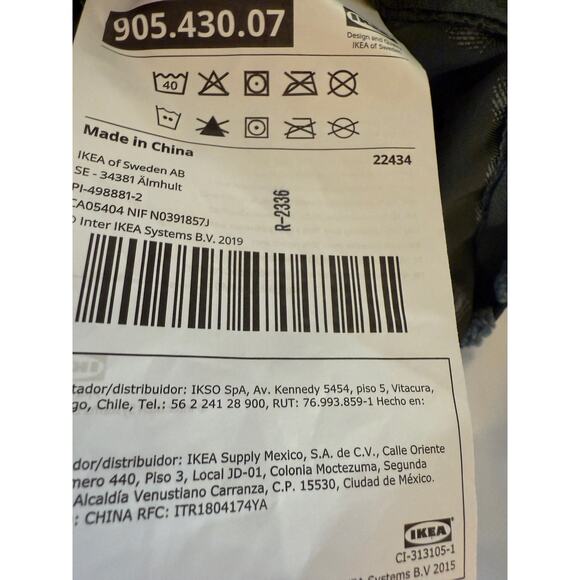 905.430.07
IKEA
Design and Quality
IKEA of Sweden
40
Made in China
22434
IKEA of Sweden AB
SE - 34381 Älmhult
PI-498881-2
CA05404 NIF N0391857J
Inter IKEA Systems B.V. 2019
R-2336
tador/distribuidor: IKSO SpA, Av. Kennedy 5454, piso 5, Vitacura,
go, Chile, Tel.: 56 2 241 28 900, RUT: 76.993.859-1 Hecho en:
dor/distribuidor: IKEA Supply Mexico, S.A. de C.V., Calle Oriente
mero 440, Piso 3, Local JD-01, Colonia Moctezuma, Segunda
Alcaldía Venustiano Carranza, C.P. 15530, Ciudad de México.
: CHINA RFC: ITR1804174YA
IKEA
CI-313105-1
KEA Systems B.V 2015